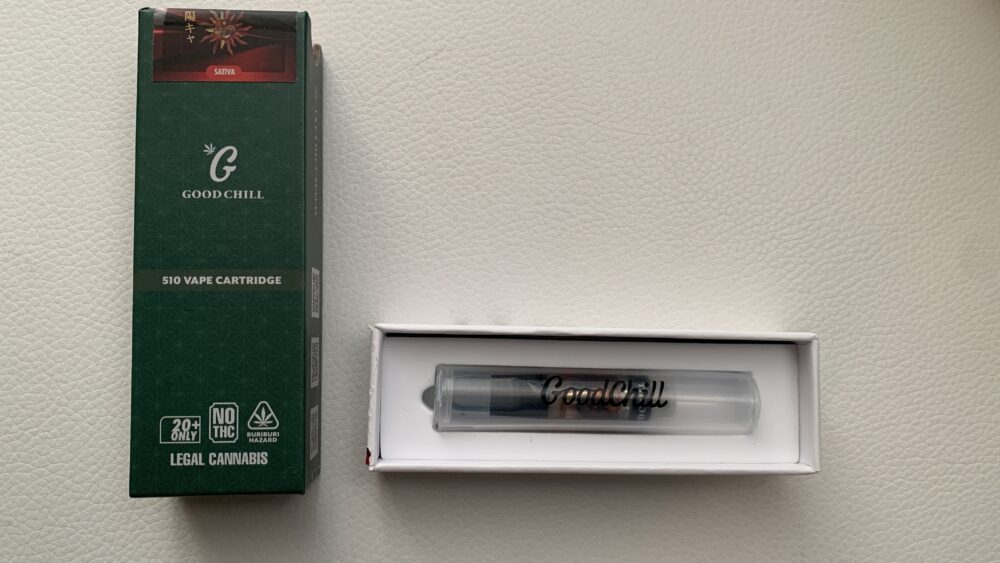 陽キャ
SATIVA
G
GOOD CHILL
510 VAPE CARTRIDGE
20+
ONLY
NO
THC
BURIBURI
HAZARD
LEGAL CANNABIS
GoodChill